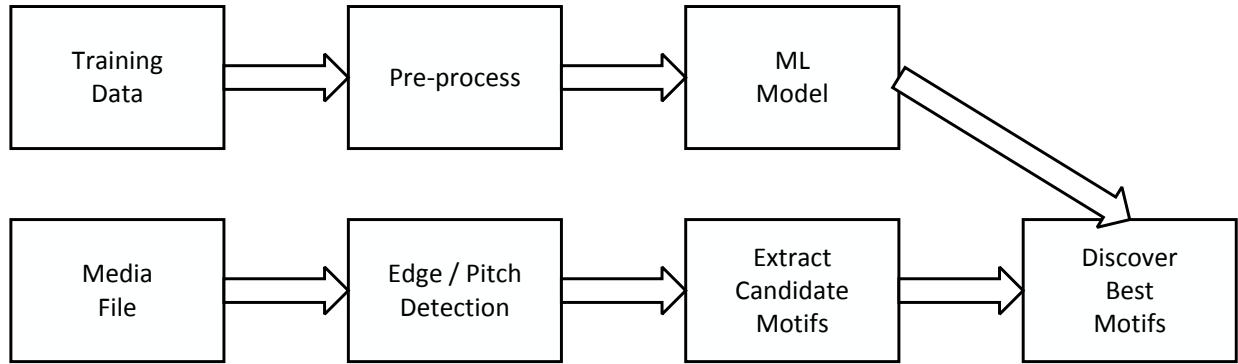 Training
Data
Pre-process
ML
Model
Media
File
Edge / Pitch
Detection
Extract
Candidate
Motifs
Discover
Best
Motifs